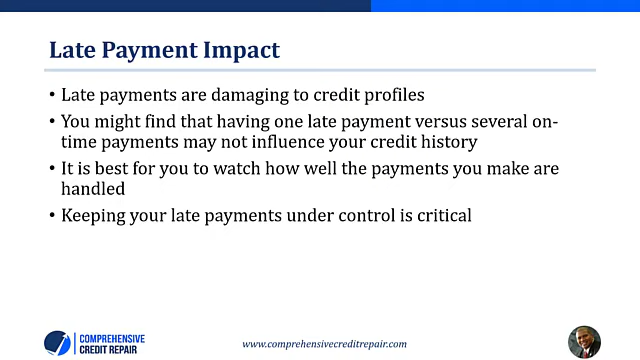 Late Payment Impact
• Late payments are damaging to credit profiles
• You might find that having one late payment versus several on-
time payments may not influence your credit history
• It is best for you to watch how well the payments you make are
handled
• Keeping your late payments under control is critical
COMPREHENSIVE
CREDIT REPAIR
www.comprehensivecreditrepair.com